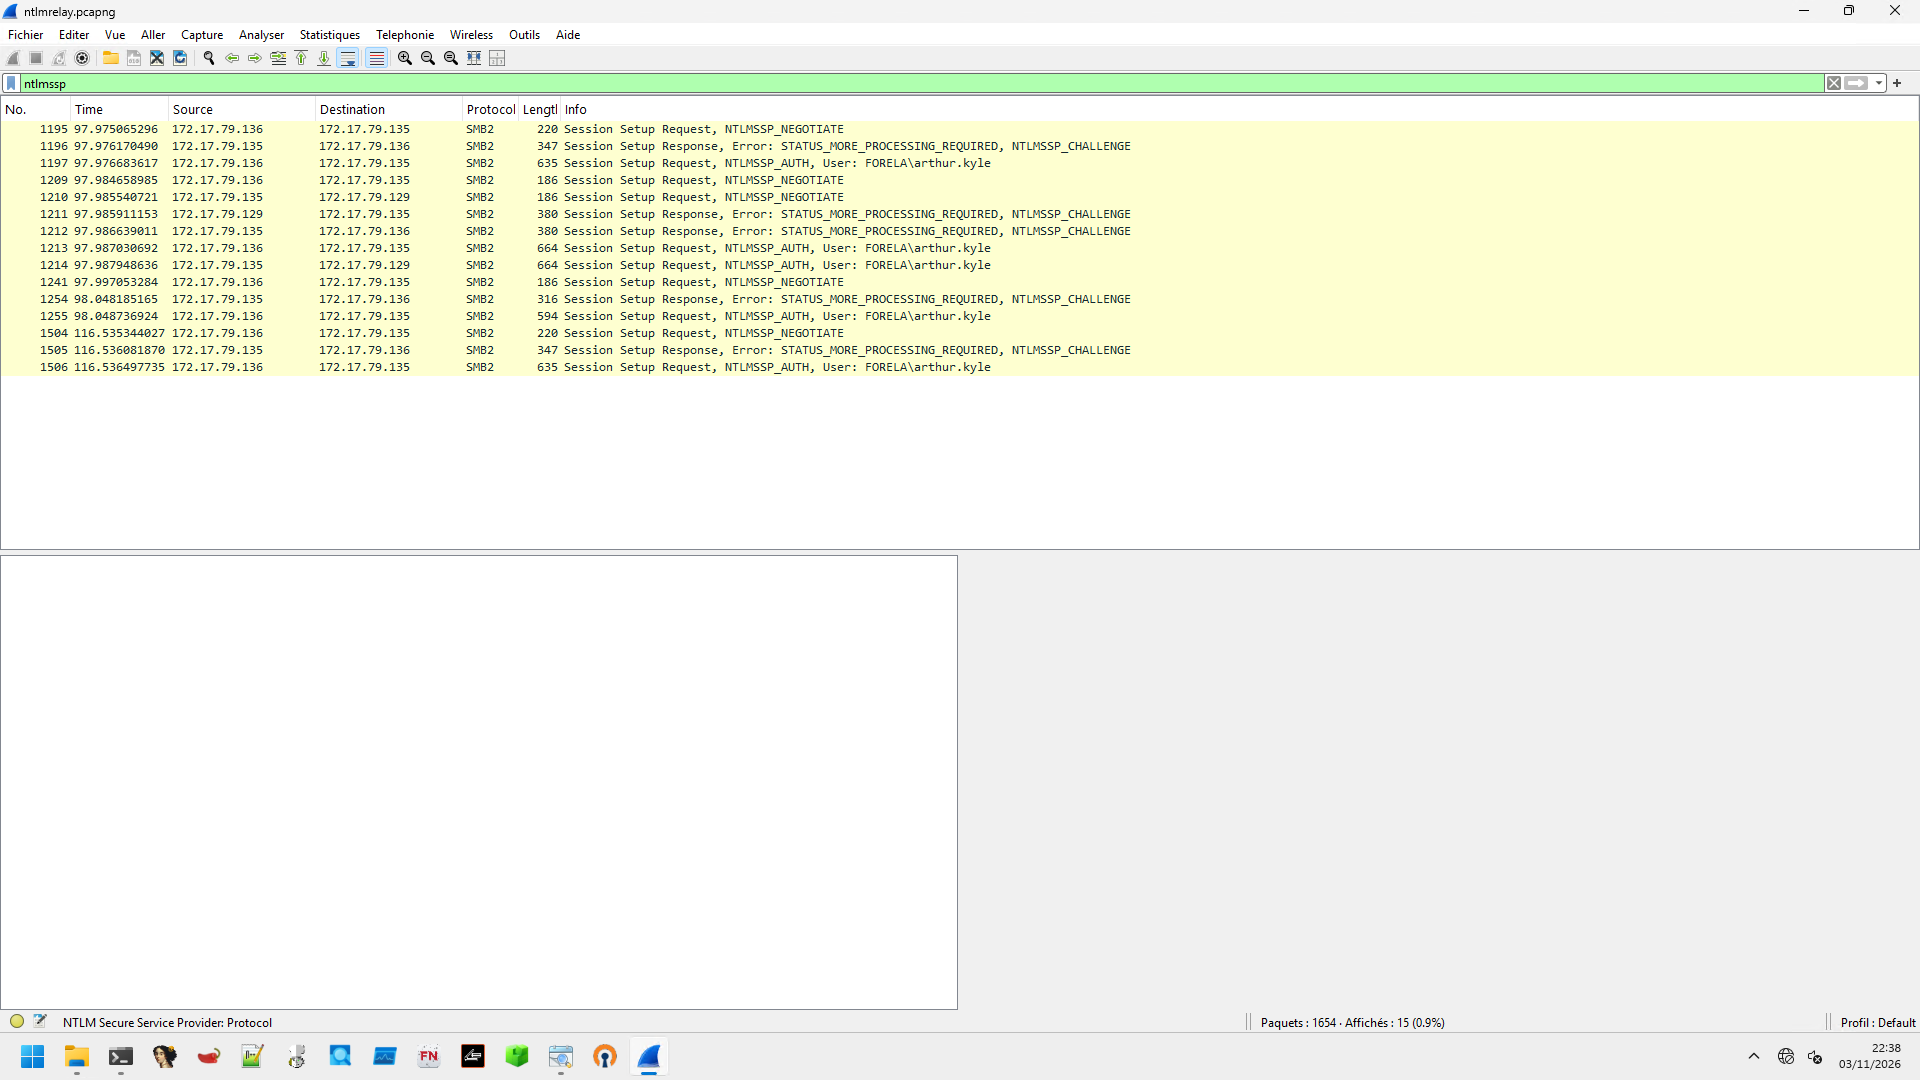 ntlmrelay.pcapng
Fichier Editer Vue Aller Capture Analyser Statistiques Telephonie Wireless Outils Aide
ntlmssp
No. Time Source Destination Protocol Lengtl Info
1195 97.975065296 172.17.79.136 172.17.79.135 SMB2 220 Session Setup Request, NTLMSSP_NEGOTIATE
1196 97.976170490 172.17.79.135 172.17.79.136 SMB2 347 Session Setup Response, Error: STATUS_MORE_PROCESSING_REQUIRED, NTLMSSP_CHALLENGE
1197 97.976683617 172.17.79.136 172.17.79.135 SMB2 635 Session Setup Request, NTLMSSP_AUTH, User: FORELA\arthur.kyle
1209 97.984658985 172.17.79.136 172.17.79.135 SMB2 186 Session Setup Request, NTLMSSP_NEGOTIATE
1210 97.985540721 172.17.79.135 172.17.79.129 SMB2 186 Session Setup Request, NTLMSSP_NEGOTIATE
1211 97.985911153 172.17.79.129 172.17.79.135 SMB2 380 Session Setup Response, Error: STATUS_MORE_PROCESSING_REQUIRED, NTLMSSP_CHALLENGE
1212 97.986639011 172.17.79.135 172.17.79.136 SMB2 380 Session Setup Response, Error: STATUS_MORE_PROCESSING_REQUIRED, NTLMSSP_CHALLENGE
1213 97.987030692 172.17.79.136 172.17.79.135 SMB2 664 Session Setup Request, NTLMSSP_AUTH, User: FORELA\arthur.kyle
1214 97.987948636 172.17.79.135 172.17.79.129 SMB2 664 Session Setup Request, NTLMSSP_AUTH, User: FORELA\arthur.kyle
1241 97.997053284 172.17.79.136 172.17.79.135 SMB2 186 Session Setup Request, NTLMSSP_NEGOTIATE
1254 98.048185165 172.17.79.135 172.17.79.136 SMB2 316 Session Setup Response, Error: STATUS_MORE_PROCESSING_REQUIRED, NTLMSSP_CHALLENGE
1255 98.048736924 172.17.79.136 172.17.79.135 SMB2 594 Session Setup Request, NTLMSSP_AUTH, User: FORELA\arthur.kyle
1504 116.535344027 172.17.79.136 172.17.79.135 SMB2 220 Session Setup Request, NTLMSSP_NEGOTIATE
1505 116.536081870 172.17.79.135 172.17.79.136 SMB2 347 Session Setup Response, Error: STATUS_MORE_PROCESSING_REQUIRED, NTLMSSP_CHALLENGE
1506 116.536497735 172.17.79.136 172.17.79.135 SMB2 635 Session Setup Request, NTLMSSP_AUTH, User: FORELA\arthur.kyle
NTLM Secure Service Provider: Protocol Paquets : 1654 · Affichés : 15 (0.9%) Profil : Default
FN
22:38
03/11/2026